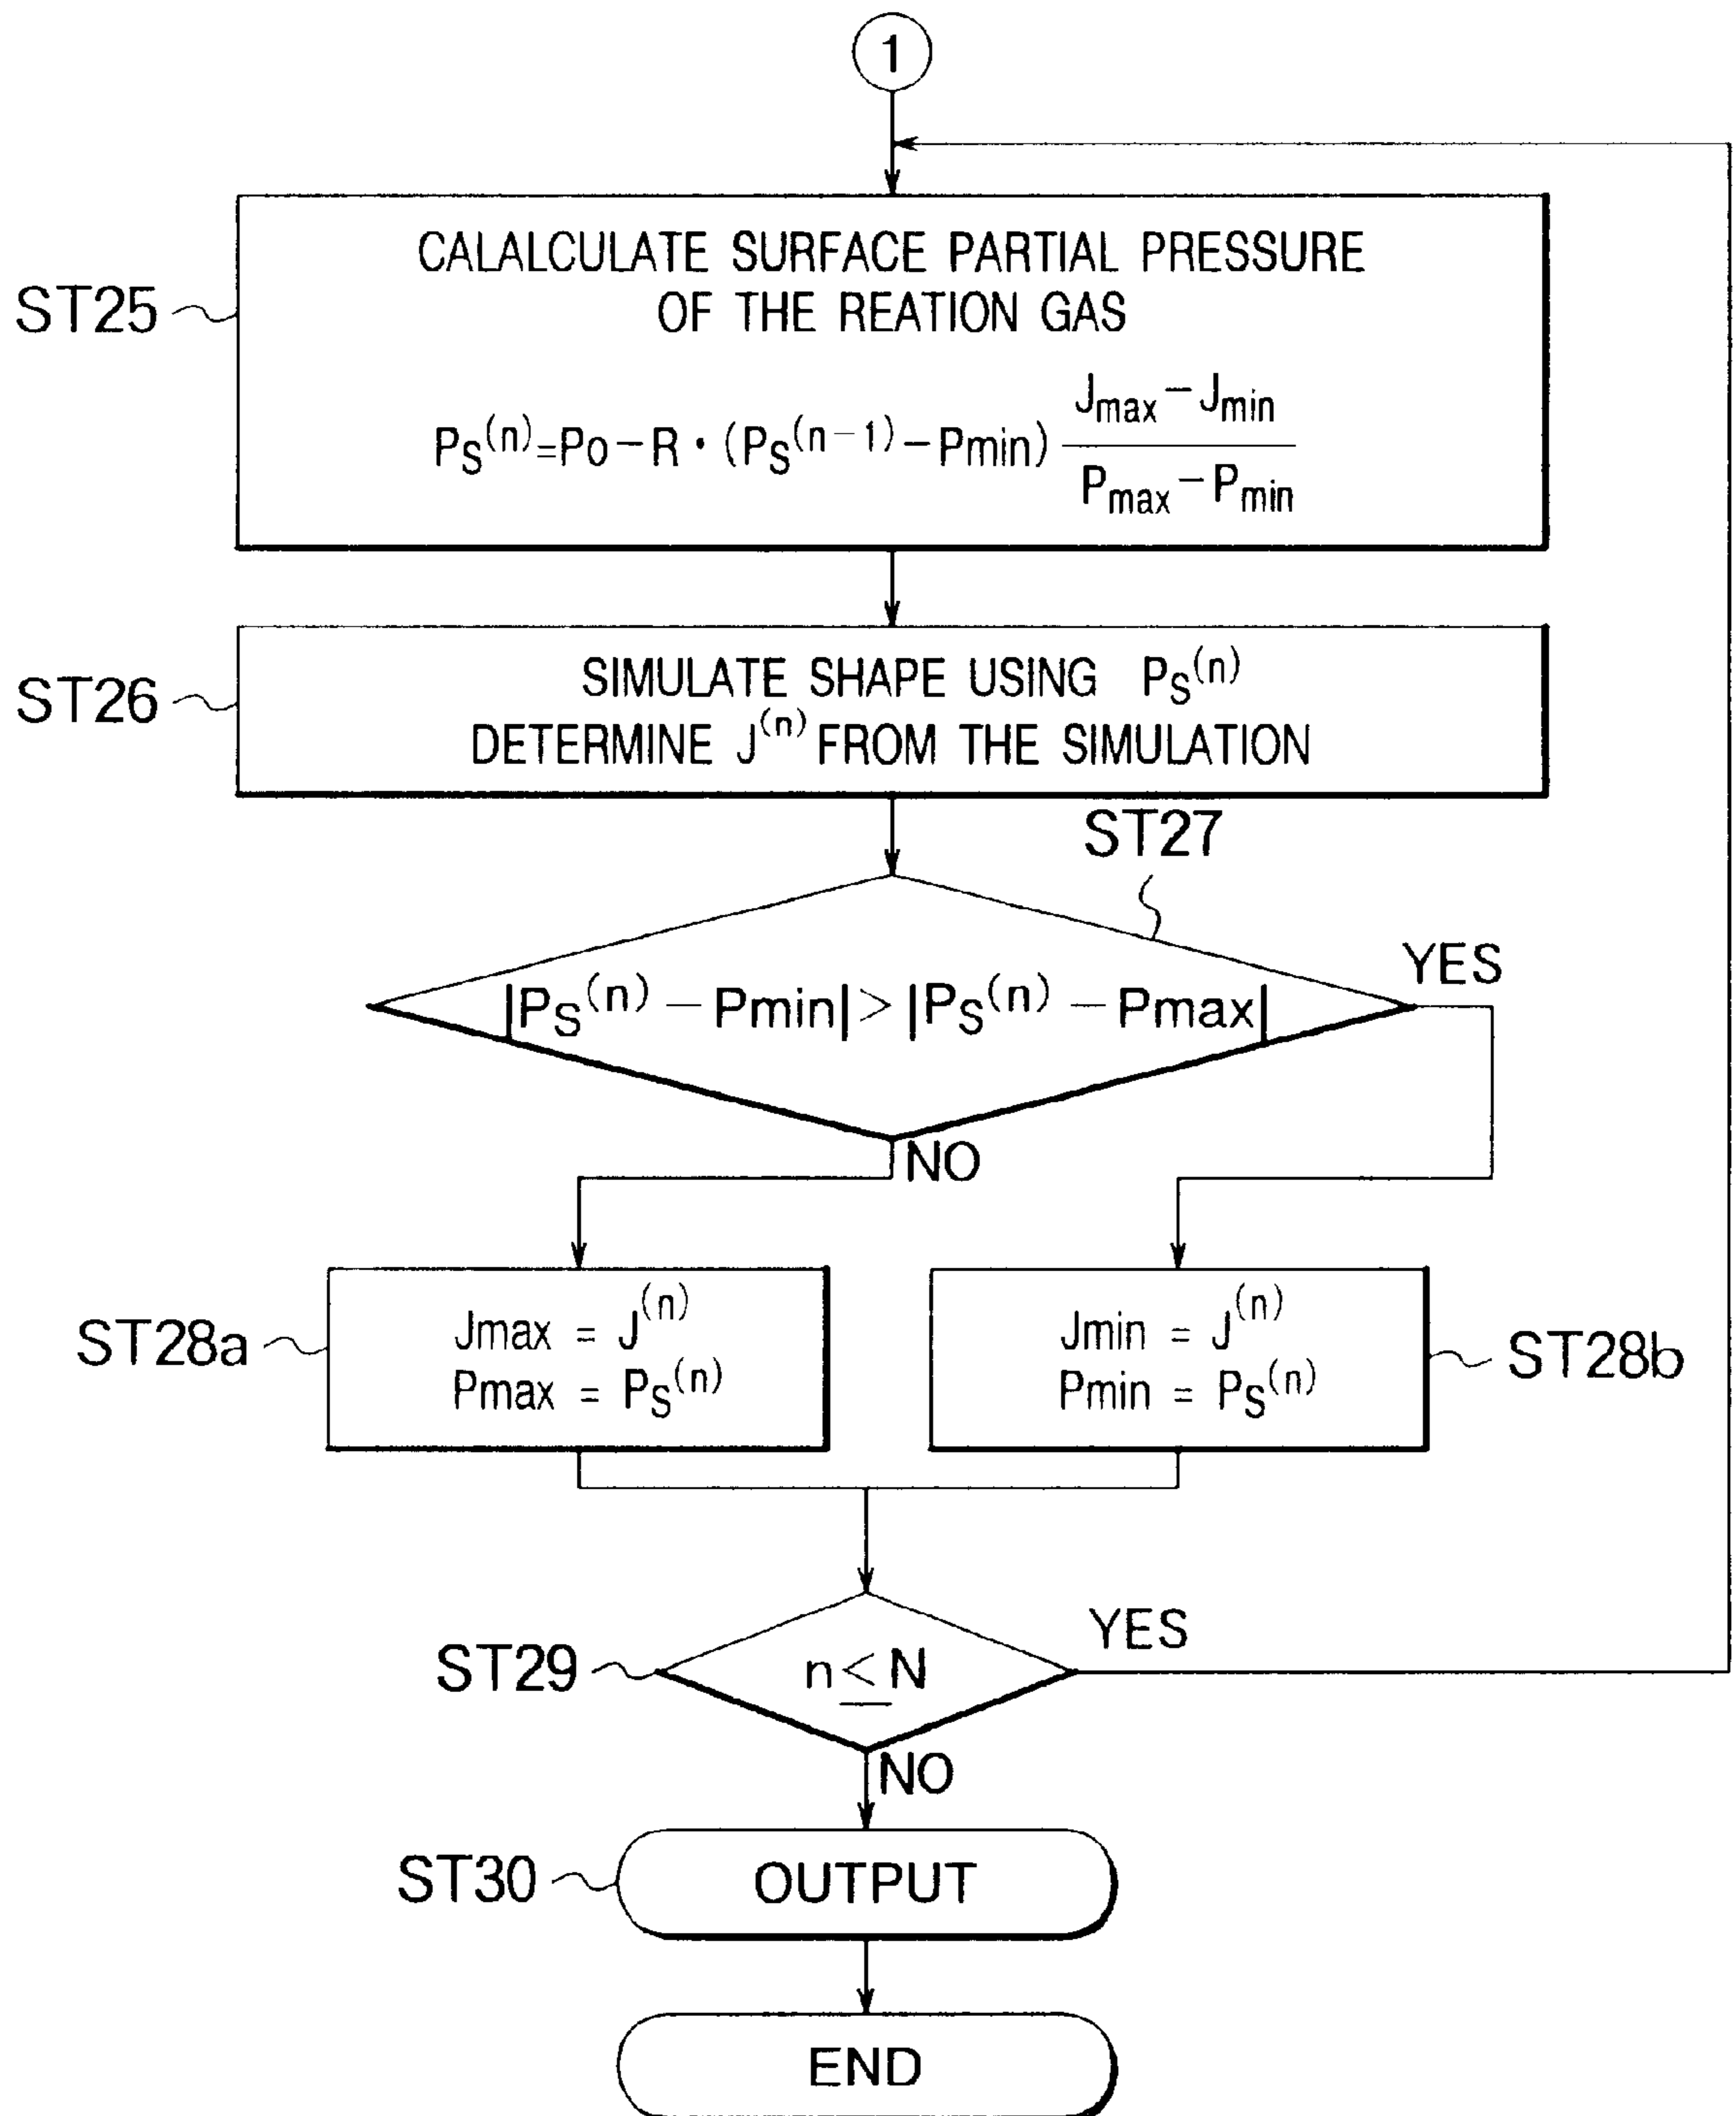 1
CALALCULATE SURFACE PARTIAL PRESSURE
OF THE REATION GAS
ST25
PS(n)=Po−R・(PS(n−1)−Pmin) Jmax−Jmin / Pmax−Pmin
SIMULATE SHAPE USING PS(n)
ST26
DETERMINE J(n) FROM THE SIMULATION
ST27
YES
|PS(n) − Pmin| > |PS(n) − Pmax|
NO
Jmax = J(n)
Pmax = PS(n)
ST28a
Jmin = J(n)
Pmin = PS(n)
ST28b
YES
ST29
n ≤ N
NO
ST30
OUTPUT
END